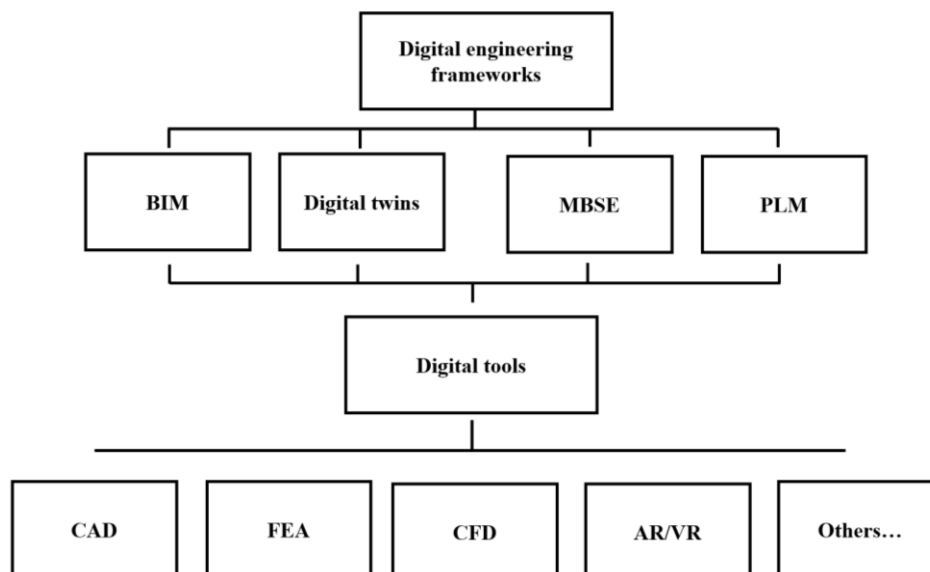 Digital engineering
frameworks
BIM
Digital twins
MBSE
PLM
Digital tools
CAD
FEA
CFD
AR/VR
Others…